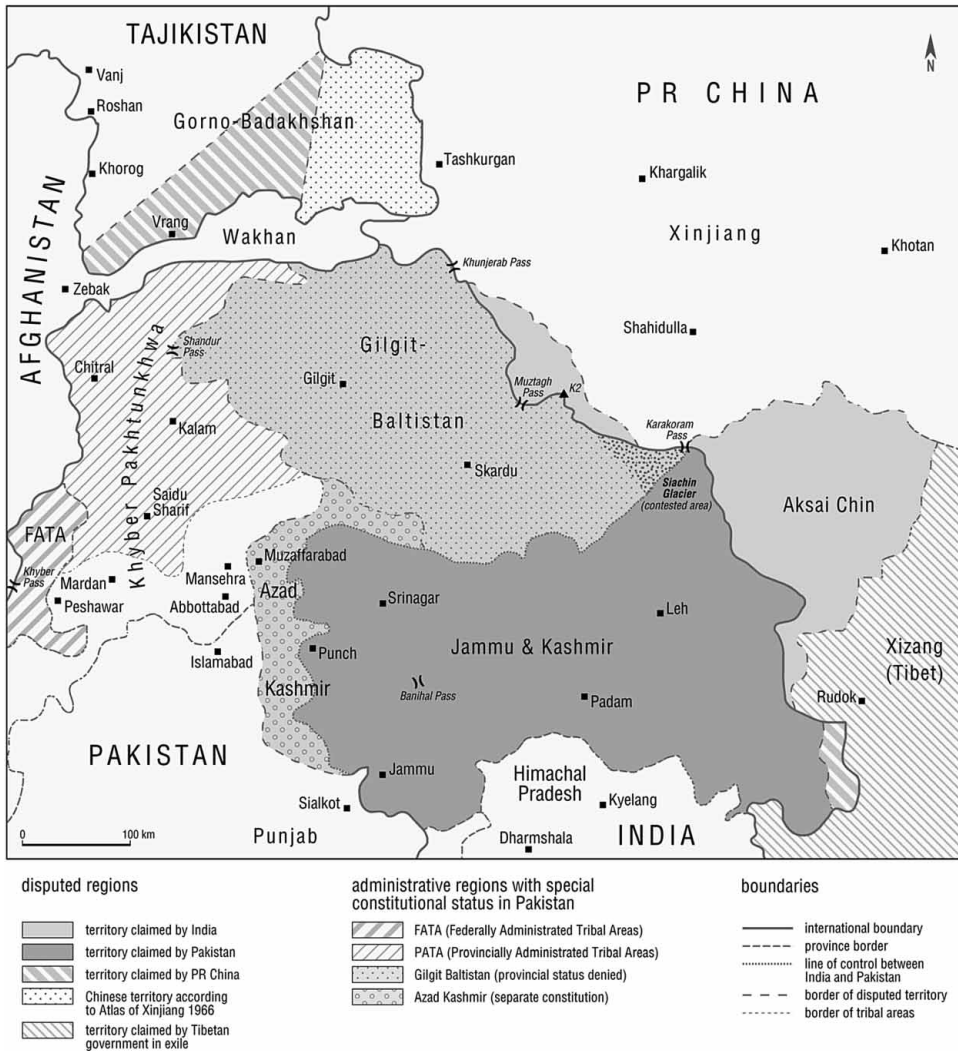 TAJIKISTAN
Vanj
Roshan
Gorno-Badakhshan
Khorog
Vrang
Wakhan
Zebak
AFGHANISTAN
PR CHINA
N
Tashkurgan
Khargalik
Xinjiang
Khotan
Khunjerab Pass
Shahidulla
Shandur
Pass
Chitral
Kalam
Khyber Pakhtunkhwa
Saidu
Sharif
Gilgit-
Baltistan
Gilgit
Skardu
Muztagh
Pass
K2
Karakoram
Pass
Siachin
Glacier
(contested area)
Aksai Chin
FATA
Khyber
Pass
Mardan
Peshawar
Mansehra
Abbottabad
Islamabad
Muzaffarabad
Azad
Kashmir
Srinagar
Punch
Jammu & Kashmir
Leh
Banihal Pass
Padam
Xizang
(Tibet)
Rudok
PAKISTAN
Jammu
Sialkot
Punjab
Himachal
Pradesh
Kyelang
Dharmshala
INDIA
0 100 km
disputed regions
territory claimed by India
territory claimed by Pakistan
territory claimed by PR China
Chinese territory according
to Atlas of Xinjiang 1966
territory claimed by Tibetan
government in exile
administrative regions with special
constitutional status in Pakistan
FATA (Federally Administrated Tribal Areas)
PATA (Provincially Administrated Tribal Areas)
Gilgit Baltistan (provincial status denied)
Azad Kashmir (separate constitution)
boundaries
international boundary
province border
line of control between
India and Pakistan
border of disputed territory
border of tribal areas